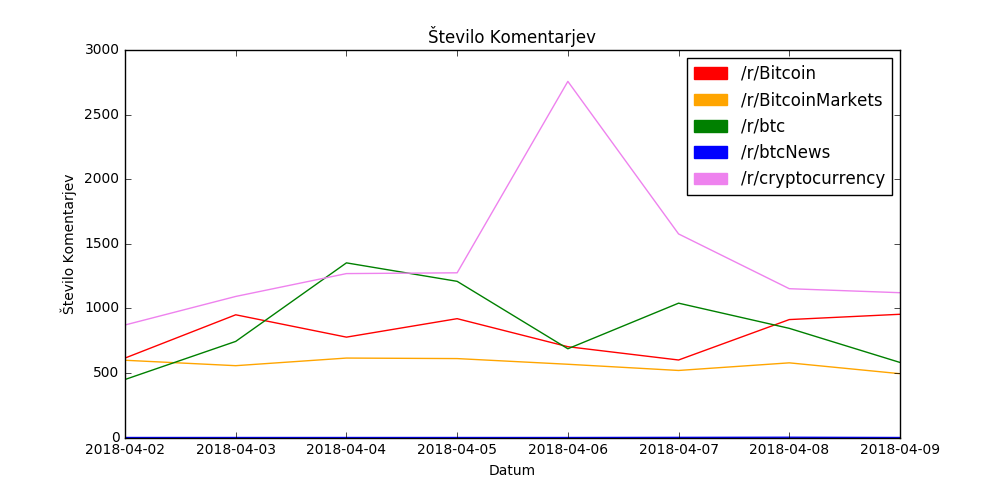 Število Komentarjev
3000
2500
2000
1500
1000
500
0
Število Komentarjev
/r/Bitcoin
/r/BitcoinMarkets
/r/btc
/r/btcNews
/r/cryptocurrency
2018-04-02 2018-04-03 2018-04-04 2018-04-05 2018-04-06 2018-04-07 2018-04-08 2018-04-09
Datum